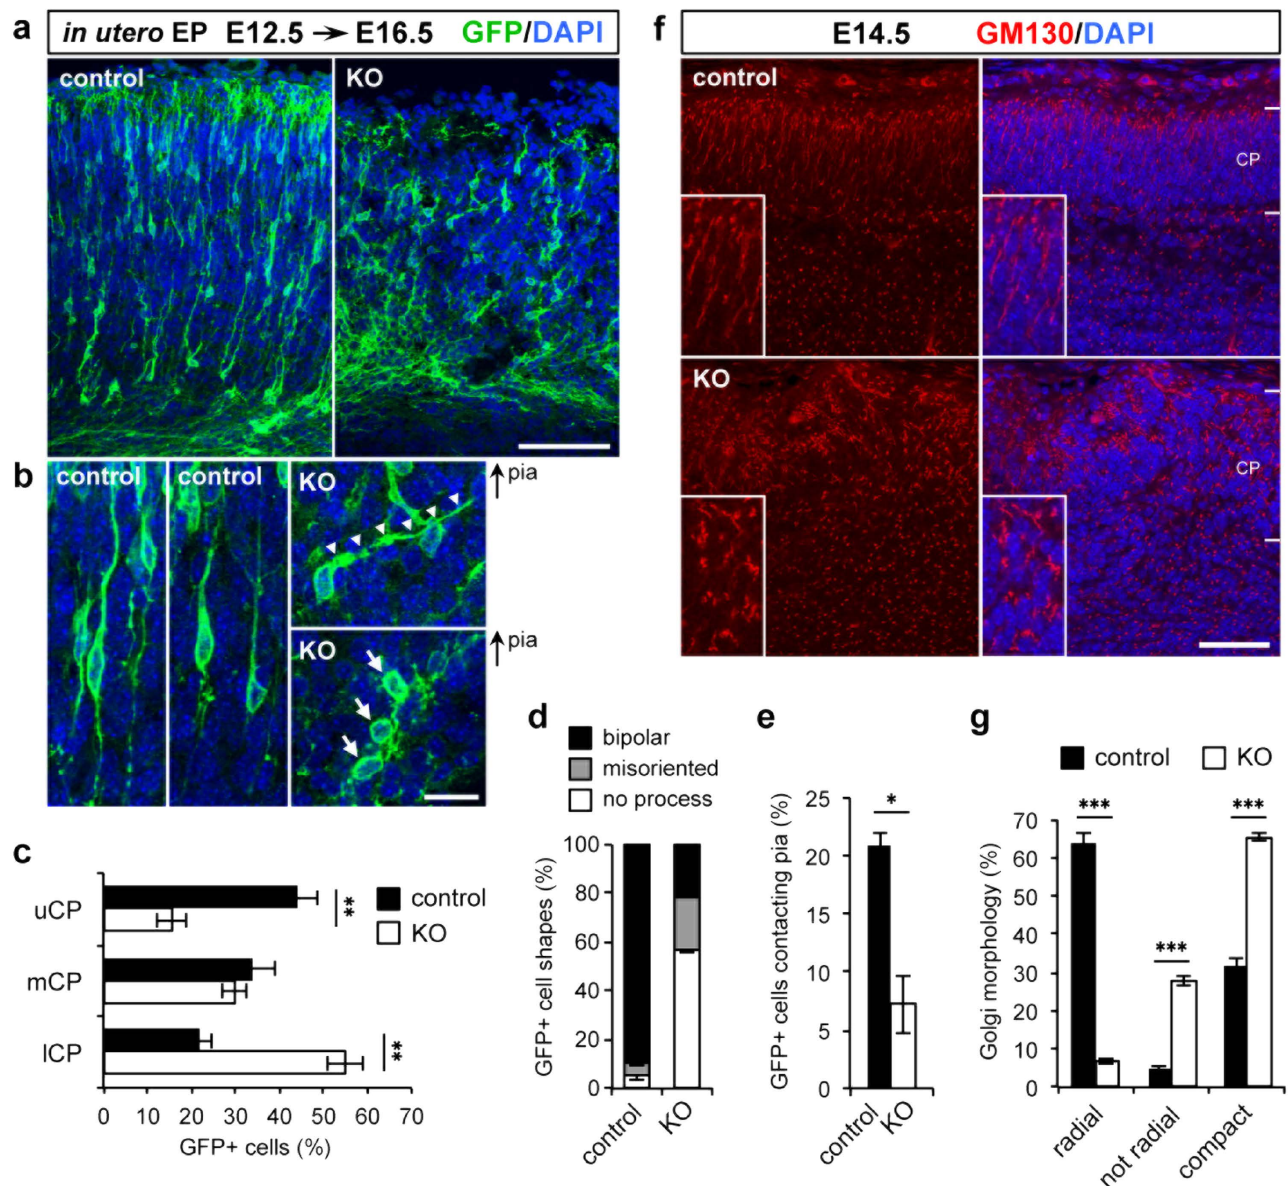 a
in utero EP E12.5 → E16.5 GFP/DAPI
control
KO
b
control
control
KO
pia
KO
pia
c
uCP
mCP
lCP
control
KO
**
**
0 10 20 30 40 50 60 70
GFP+ cells (%)
d
bipolar
misoriented
no process
GFP+ cell shapes (%)
100
80
60
40
20
0
control
KO
e
GFP+ cells contacting pia (%)
25
20
15
10
5
0
*
control
KO
f
E14.5 GM130/DAPI
control
CP
KO
CP
g
control
KO
Golgi morphology (%)
70
60
50
40
30
20
10
0
***
***
***
radial
not radial
compact